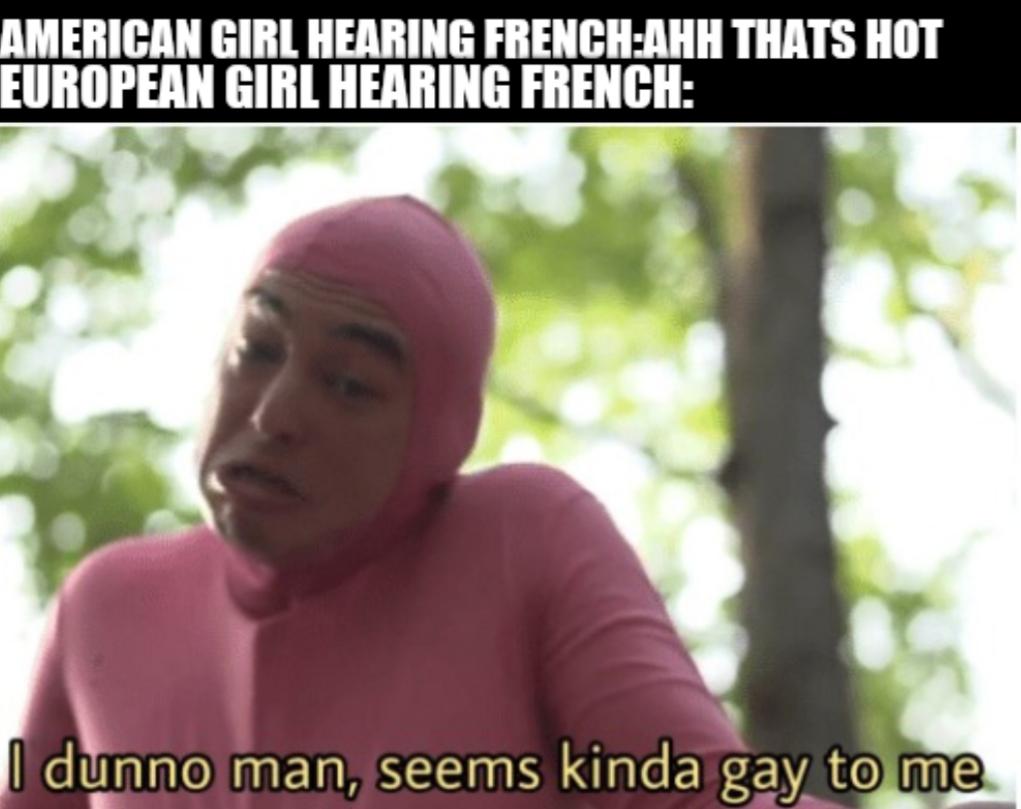 AMERICAN GIRL HEARING FRENCH:AHH THATS HOT
EUROPEAN GIRL HEARING FRENCH:
I dunno man, seems kinda gay to me